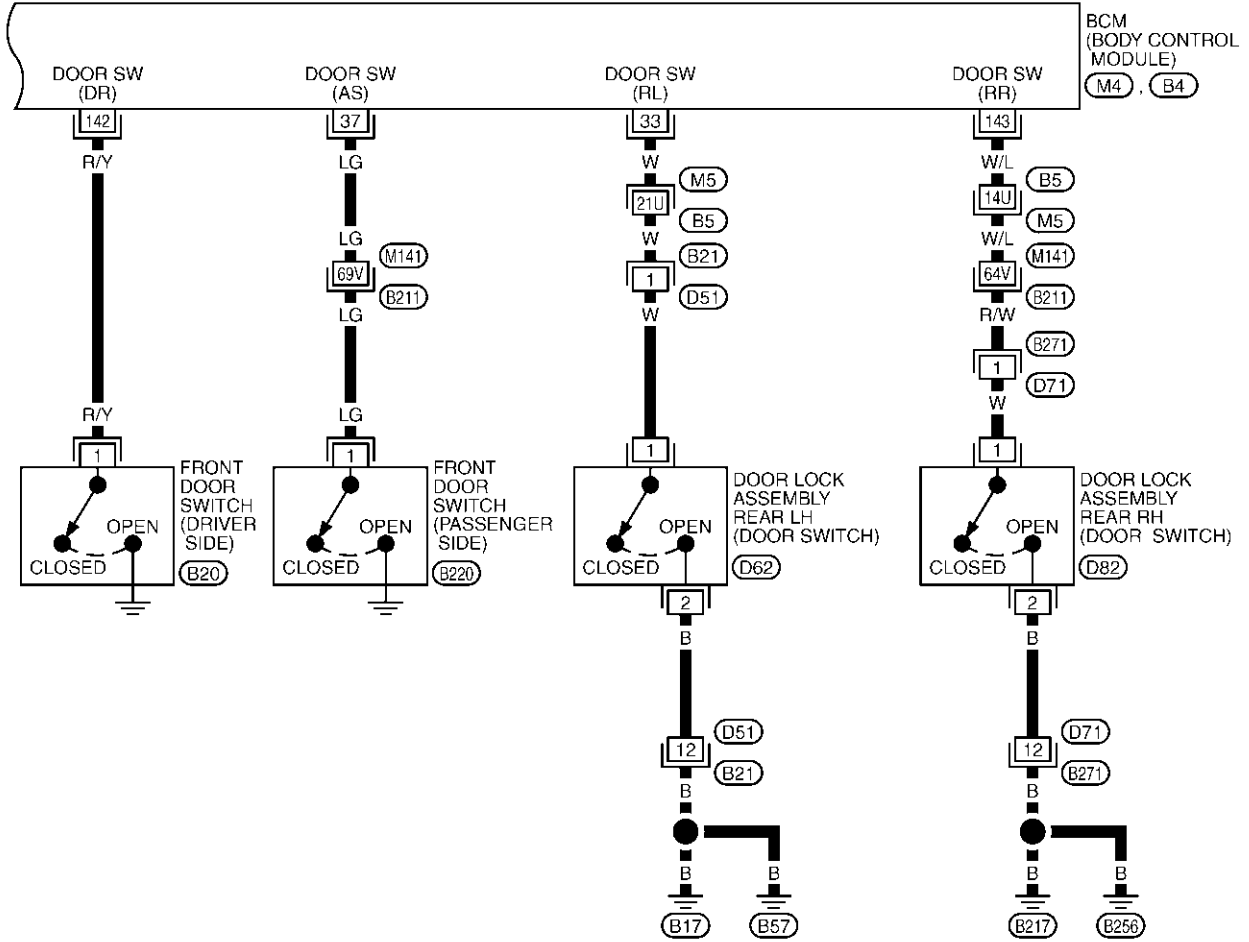 BCM
(BODY CONTROL
MODULE)
M4 , B4
DOOR SW
(DR)
DOOR SW
(AS)
DOOR SW
(RL)
DOOR SW
(RR)
142
37
33
143
R/Y
LG
W
W/L
M5
B5
21U
14U
B5
M5
LG
W
W/L
M141
B21
M141
69V
1
64V
B211
D51
B211
LG
W
R/W
B271
1
D71
W
R/Y
LG
1
1
1
1
FRONT
DOOR
SWITCH
(DRIVER
SIDE)
B20
OPEN
CLOSED
FRONT
DOOR
SWITCH
(PASSENGER
SIDE)
B220
OPEN
CLOSED
DOOR LOCK
ASSEMBLY
REAR LH
(DOOR SWITCH)
D62
OPEN
CLOSED
DOOR LOCK
ASSEMBLY
REAR RH
(DOOR SWITCH)
D82
OPEN
CLOSED
2
2
B
B
D51
D71
12
12
B21
B271
B
B
B
B
B
B
B17
B57
B217
B256